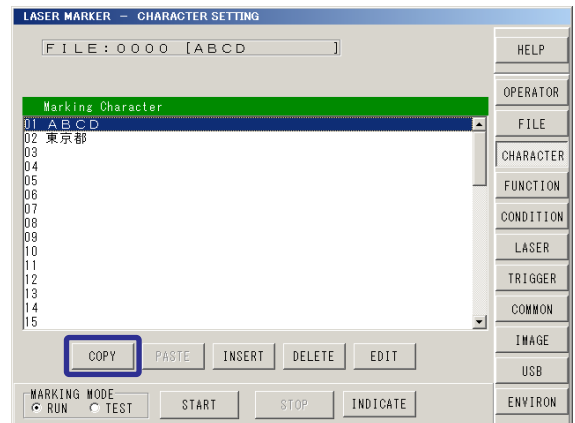 LASER MARKER － CHARACTER SETTING
ＦＩＬＥ：００００ ［ＡＢＣＤ ］
HELP
OPERATOR
Marking Character
01 ＡＢＣＤ
FILE
02 東京都
03
CHARACTER
04
05
FUNCTION
06
07
CONDITION
08
09
10
LASER
11
12
TRIGGER
13
14
COMMON
15
IMAGE
COPY PASTE INSERT DELETE EDIT
USB
MARKING MODE
RUN TEST START STOP INDICATE
ENVIRON